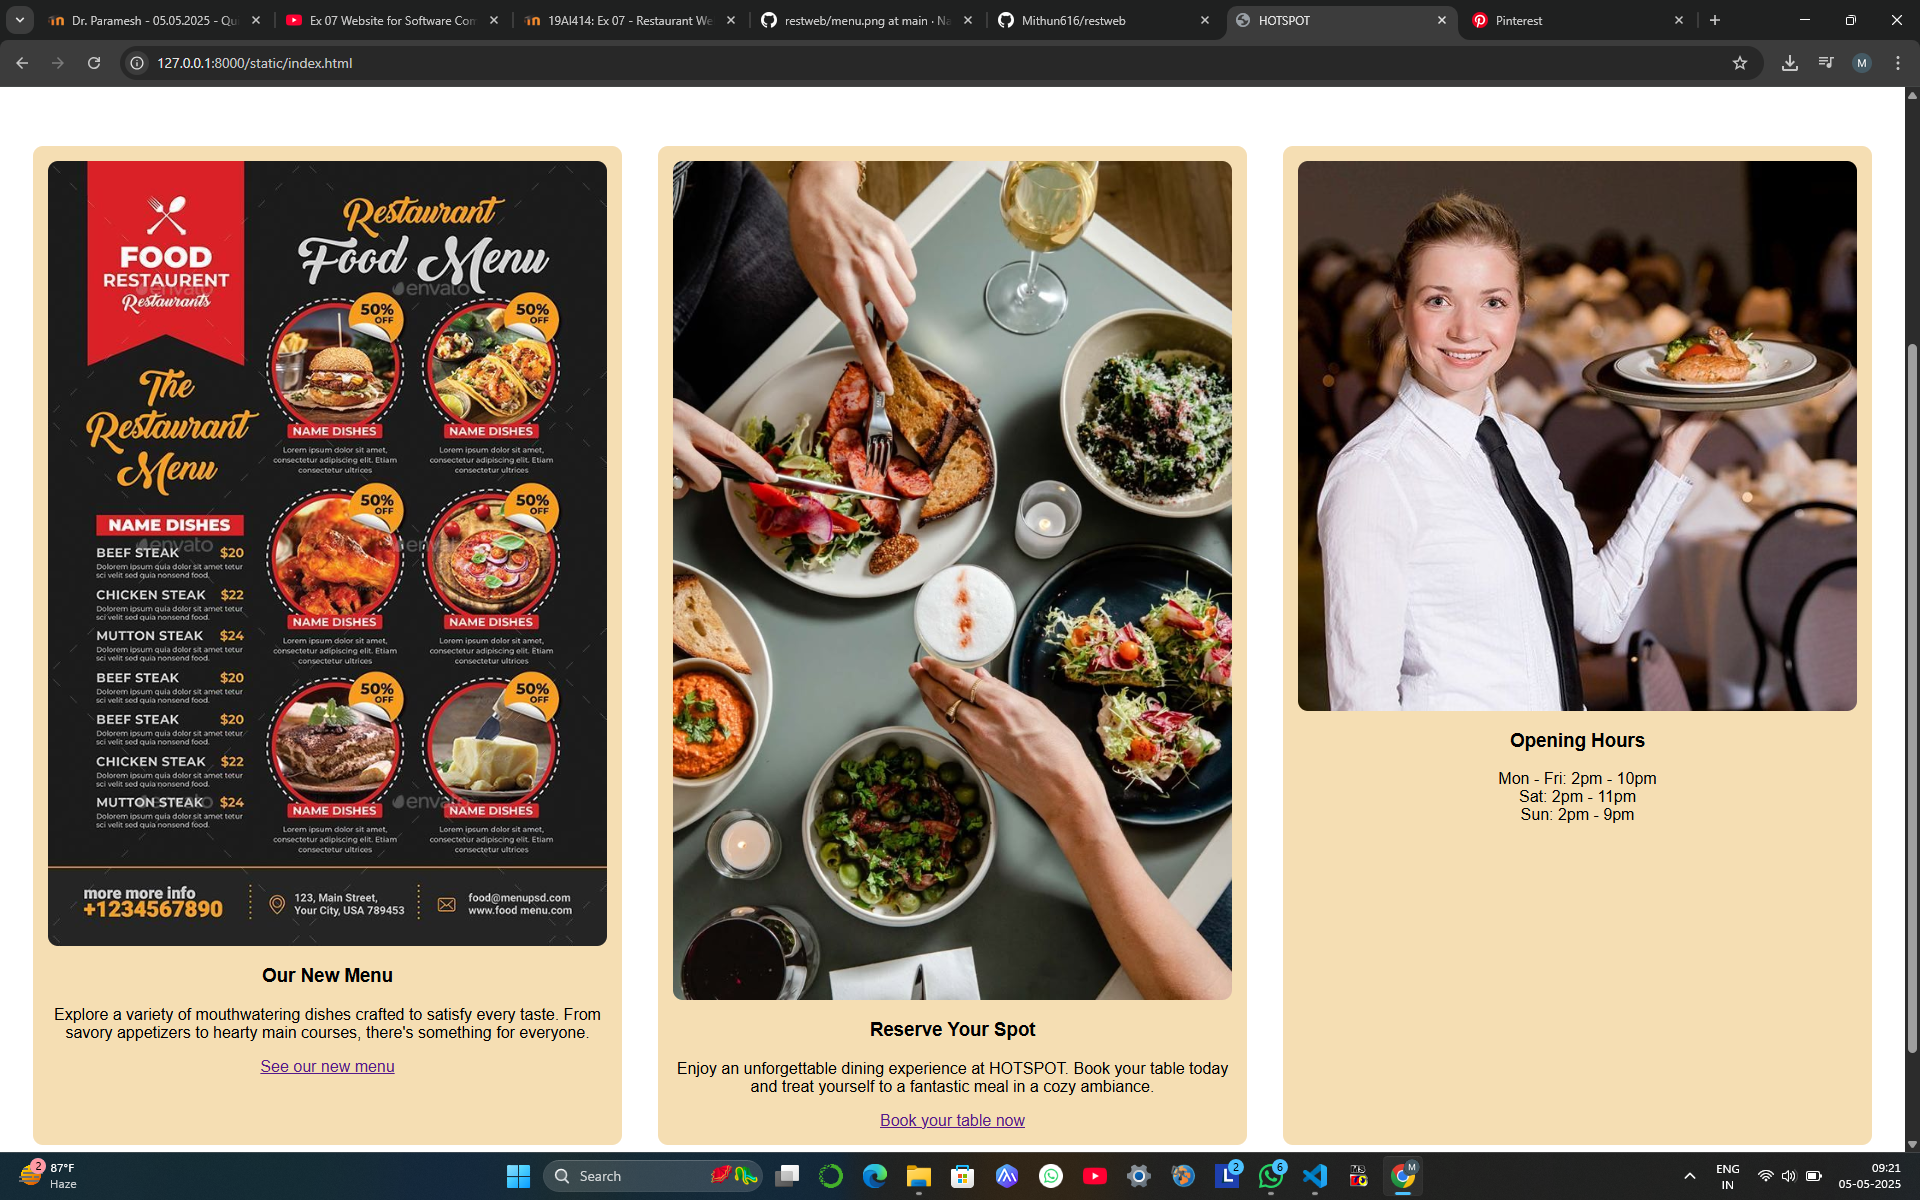 Dr. Paramesh - 05.05.2025 - Qu
Ex 07 Website for Software Con
19AI414: Ex 07 - Restaurant We
restweb/menu.png at main · Na
Mithun616/restweb
HOTSPOT
Pinterest
127.0.0.1:8000/static/index.html
M
FOOD
RESTAURENT
Restaurants
Restaurant
Food Menu
envato
The
Restaurant
Menu
50%
OFF
50%
OFF
NAME DISHES
Lorem ipsum dolor sit amet,
consectetur adipiscing elit. Etiam
consectetur ultrices
NAME DISHES
Lorem ipsum dolor sit amet,
consectetur adipiscing elit. Etiam
consectetur ultrices
NAME DISHES
envato
BEEF STEAK $20
Dolorem ipsum quia dolor sit amet tetur
sci velit sed quia nonsend food.
CHICKEN STEAK $22
Dolorem ipsum quia dolor sit amet tetur
sci velit sed quia nonsend food.
MUTTON STEAK $24
Dolorem ipsum quia dolor sit amet tetur
sci velit sed quia nonsend food.
BEEF STEAK $20
Dolorem ipsum quia dolor sit amet tetur
sci velit sed quia nonsend food.
BEEF STEAK $20
Dolorem ipsum quia dolor sit amet tetur
sci velit sed quia nonsend food.
CHICKEN STEAK $22
Dolorem ipsum quia dolor sit amet tetur
sci velit sed quia nonsend food.
MUTTON STEAK $24
Dolorem ipsum quia dolor sit amet tetur
sci velit sed quia nonsend food.
50%
OFF
50%
OFF
NAME DISHES
Lorem ipsum dolor sit amet,
consectetur adipiscing elit. Etiam
consectetur ultrices
NAME DISHES
Lorem ipsum dolor sit amet,
consectetur adipiscing elit. Etiam
consectetur ultrices
50%
OFF
50%
OFF
NAME DISHES
Lorem ipsum dolor sit amet,
consectetur adipiscing elit. Etiam
consectetur ultrices
NAME DISHES
Lorem ipsum dolor sit amet,
consectetur adipiscing elit. Etiam
consectetur ultrices
more more info
+1234567890
123, Main Street,
Your City, USA 789453
food@menupsd.com
www.food menu.com
Our New Menu
Explore a variety of mouthwatering dishes crafted to satisfy every taste. From
savory appetizers to hearty main courses, there's something for everyone.
See our new menu
Reserve Your Spot
Enjoy an unforgettable dining experience at HOTSPOT. Book your table today
and treat yourself to a fantastic meal in a cozy ambiance.
Book your table now
Opening Hours
Mon - Fri: 2pm - 10pm
Sat: 2pm - 11pm
Sun: 2pm - 9pm
2
87°F
Haze
Search
L
2
6
M
ENG
IN
09:21
05-05-2025